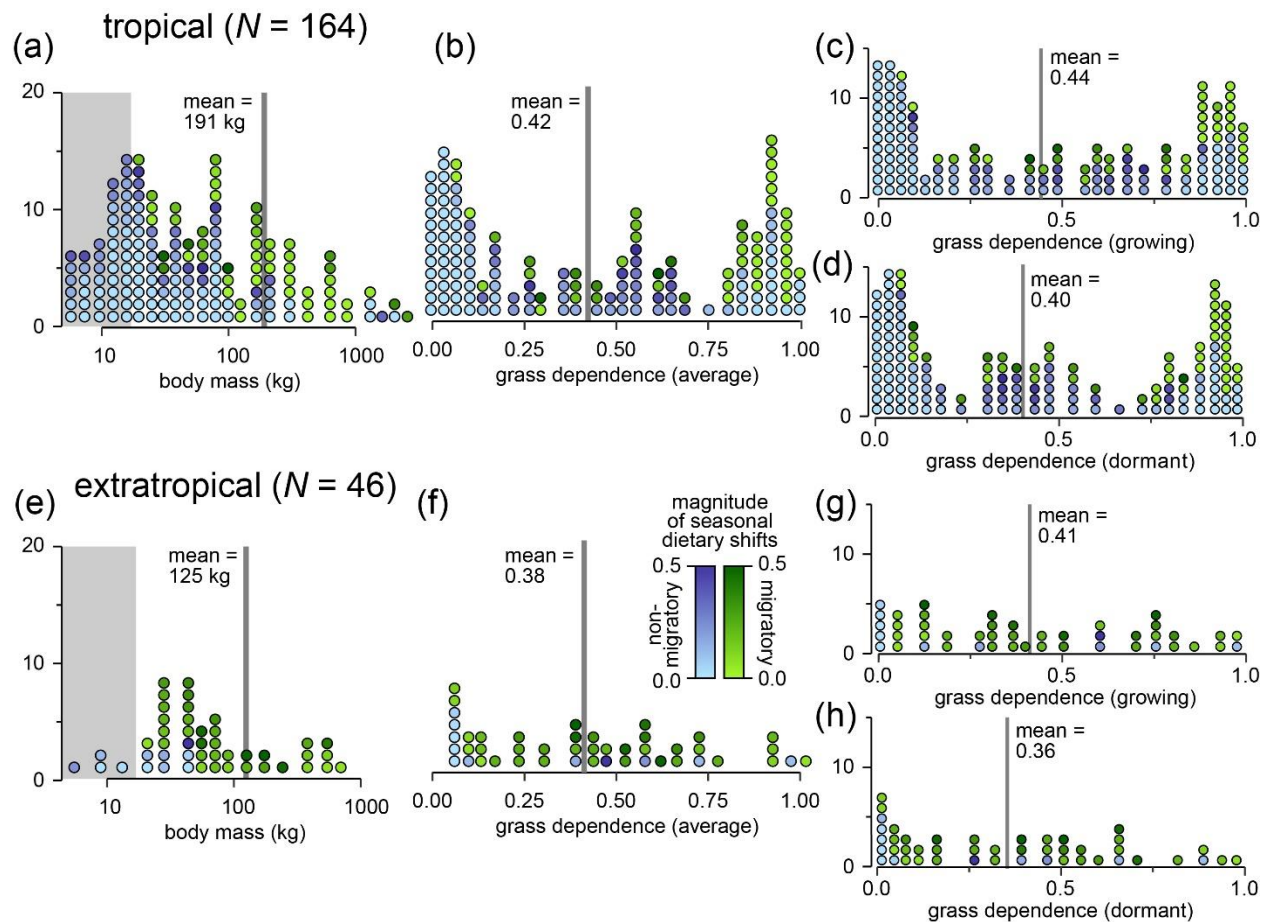 tropical (N = 164)
(a)
20
10
0
mean =
191 kg
10
100
1000
body mass (kg)
(b)
mean =
0.42
0.00
0.25
0.50
0.75
1.00
grass dependence (average)
(c)
10
0
mean =
0.44
0.0
0.5
1.0
grass dependence (growing)
(d)
10
0
mean =
0.40
0.0
0.5
1.0
grass dependence (dormant)
extratropical (N = 46)
(e)
20
10
0
mean =
125 kg
10
100
1000
body mass (kg)
(f)
mean =
0.38
magnitude
of seasonal
dietary shifts
non-
migratory
0.5
0.0
0.5
0.0
migratory
0.00
0.25
0.50
0.75
1.00
grass dependence (average)
(g)
10
0
mean =
0.41
0.0
0.5
1.0
grass dependence (growing)
(h)
10
0
mean =
0.36
0.0
0.5
1.0
grass dependence (dormant)